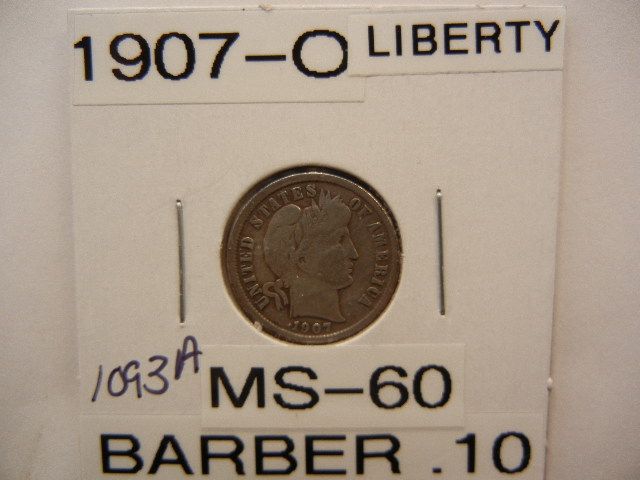 1907-O
LIBERTY
UNITED STATES OF AMERICA
1907
1093A
MS-60
BARBER .10